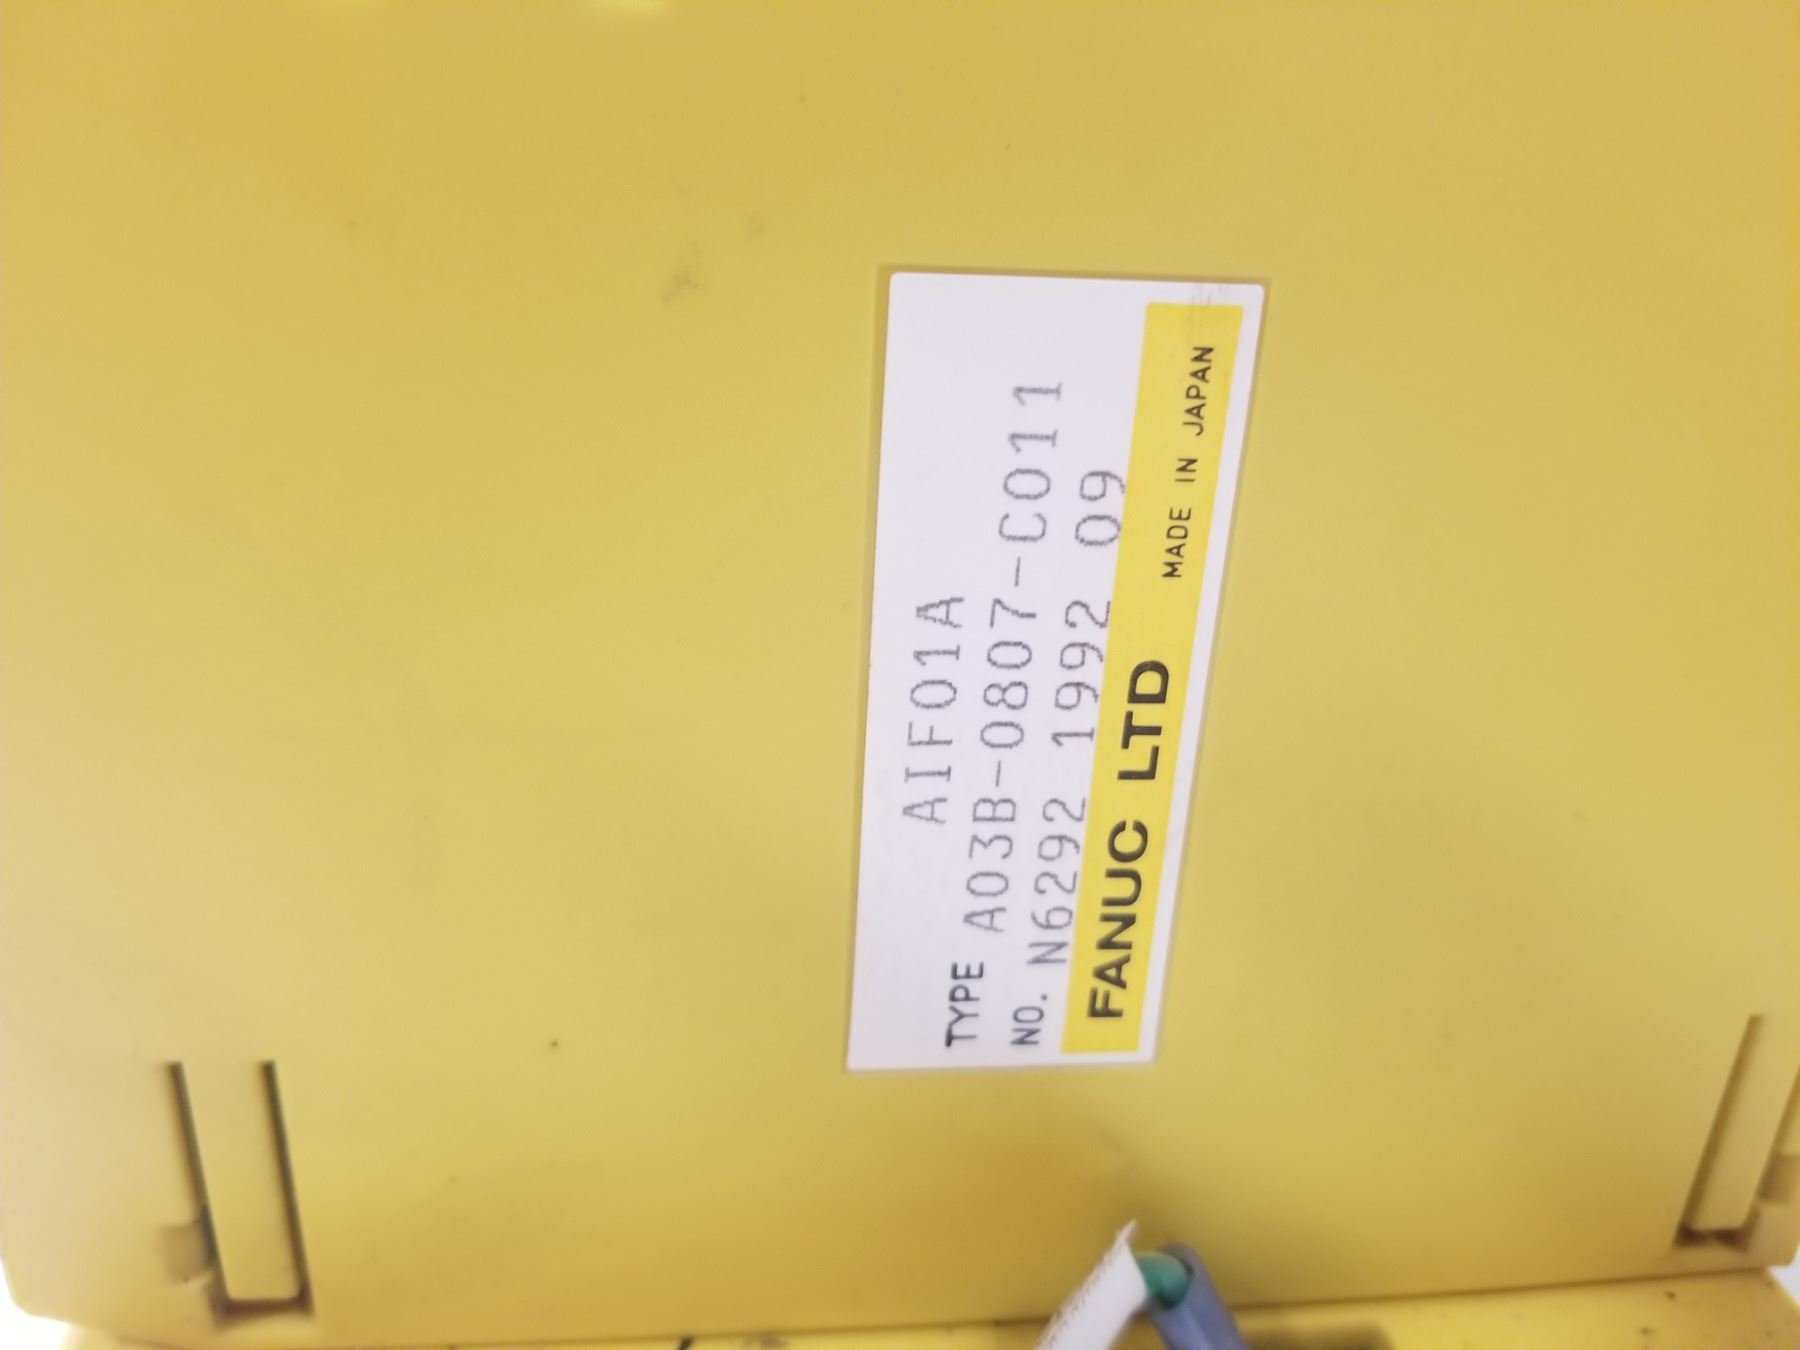 AIF01A
TYPE A03B-0807-C011
NO. N6292 1992 09
FANUC LTD MADE IN JAPAN